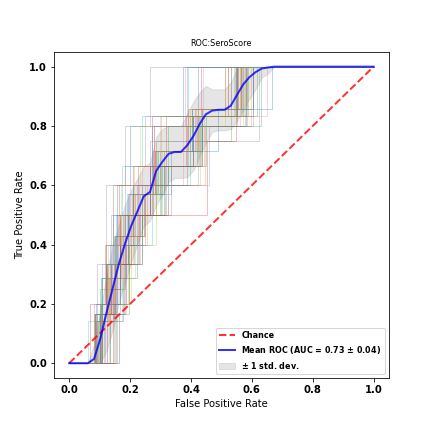 ROC:SeroScore
1.0
0.8
0.6
0.4
0.2
0.0
True Positive Rate
Chance
Mean ROC (AUC = 0.73 ± 0.04)
± 1 std. dev.
0.0 0.2 0.4 0.6 0.8 1.0
False Positive Rate